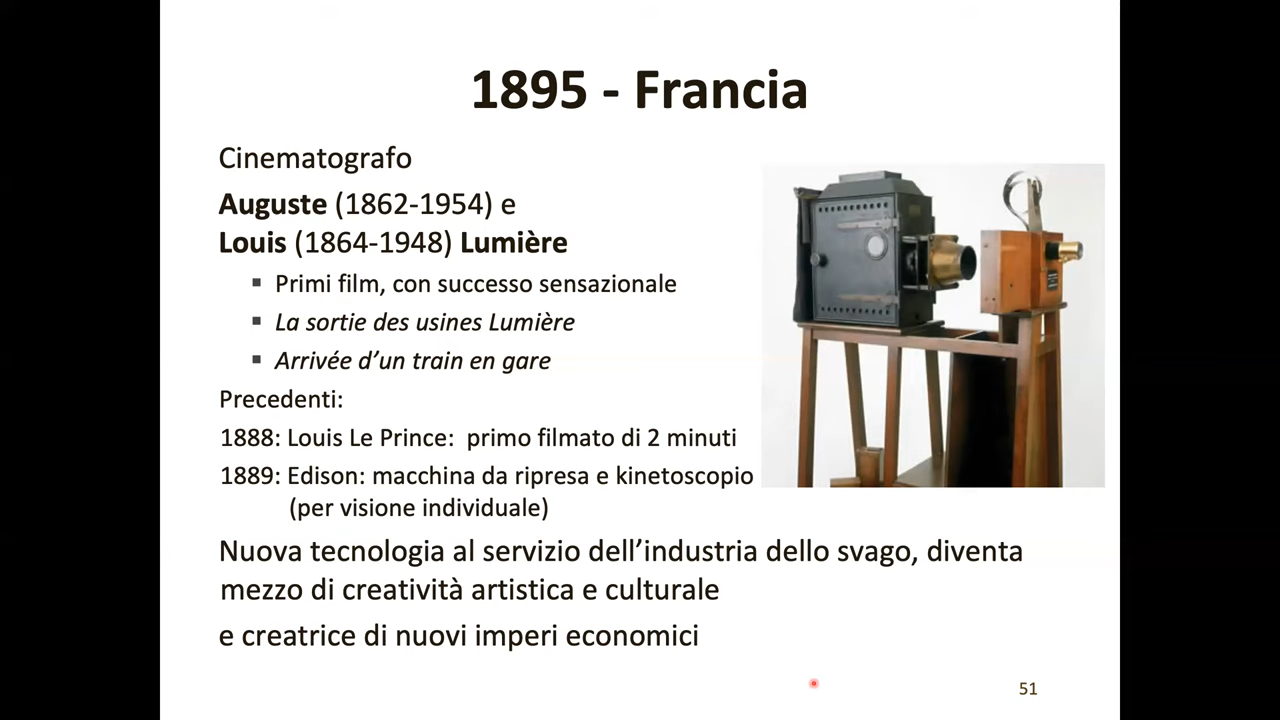 1895 - Francia
Cinematografo
Auguste (1862-1954) e
Louis (1864-1948) Lumière
▪ Primi film, con successo sensazionale
▪ La sortie des usines Lumière
▪ Arrivée d’un train en gare
Precedenti:
1888: Louis Le Prince: primo filmato di 2 minuti
1889: Edison: macchina da ripresa e kinetoscopio
(per visione individuale)
Nuova tecnologia al servizio dell’industria dello svago, diventa
mezzo di creatività artistica e culturale
e creatrice di nuovi imperi economici
51